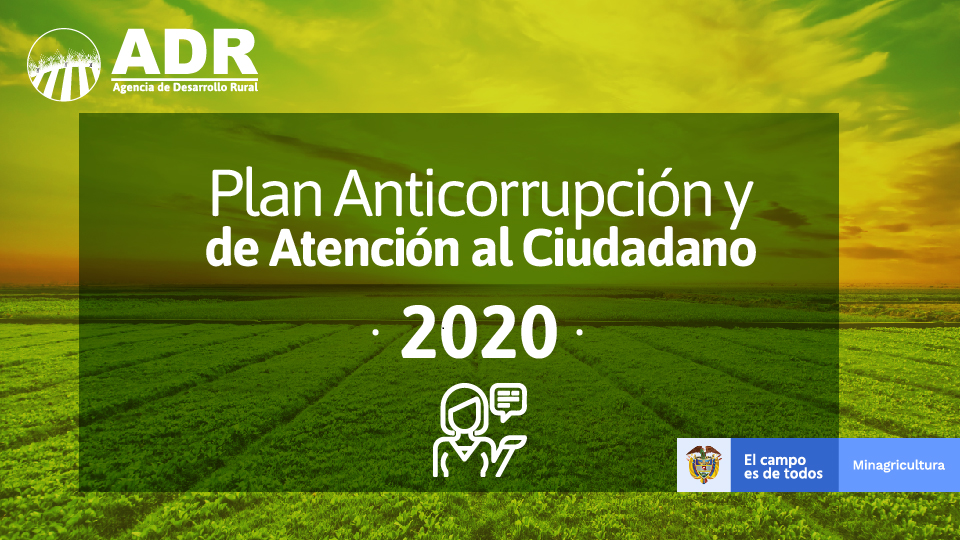 ADR
Agencia de Desarrollo Rural
Plan Anticorrupción y
de Atención al Ciudadano
· 2020 ·
El campo
es de todos
Minagricultura